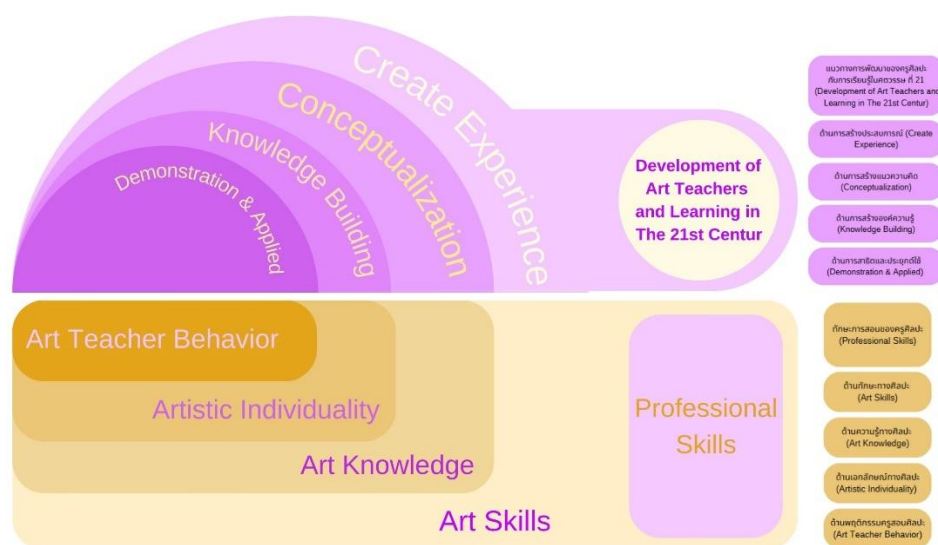 Create Experience
Conceptualization
Knowledge Building
Demonstration & Applied
Development of
Art Teachers
and Learning in
The 21st Centur
Art Teacher Behavior
Artistic Individuality
Art Knowledge
Art Skills
Professional
Skills
แนวทางการพัฒนาของครูศิลปะ
กับการเรียนรู้ในศตวรรษ ที่ 21
(Development of Art Teachers and
Learning in The 21st Centur)
ด้านการสร้างประสบการณ์ (Create
Experience)
ด้านการสร้างแนวความคิด
(Conceptualization)
ด้านการสร้างองค์ความรู้
(Knowledge Building)
ด้านการสาธิตและประยุกต์ใช้
(Demonstration & Applied)
ทักษะการสอนของครูศิลปะ
(Professional Skills)
ด้านทักษะทางศิลปะ
(Art Skills)
ด้านความรู้ทางศิลปะ
(Art Knowledge)
ด้านเอกลักษณ์ทางศิลปะ
(Artistic Individuality)
ด้านพฤติกรรมครูสอนศิลปะ
(Art Teacher Behavior)